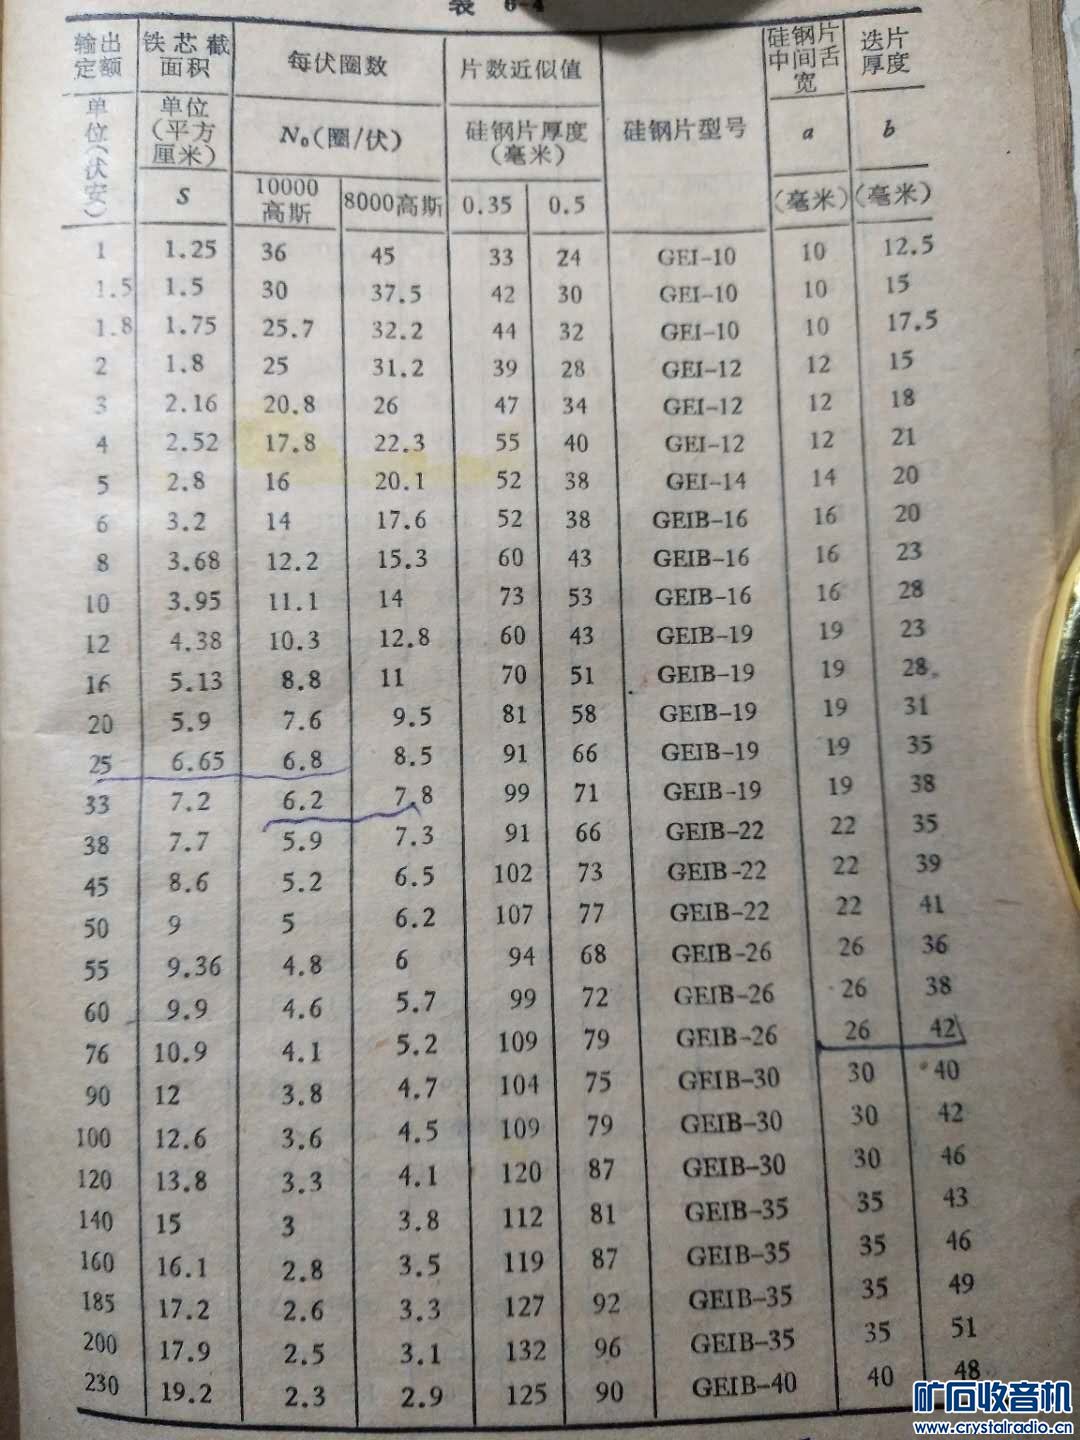 表 6-4
输出定额 铁芯截面积 每伏圈数 片数近似值 硅钢片型号 硅钢片中间舌宽 迭片厚度
单位(伏安) 单位(平方厘米) N₀(圈/伏) 硅钢片厚度(毫米) a b
S 10000高斯 8000高斯 0.35 0.5 (毫米) (毫米)
1 1.25 36 45 33 24 GEI-10 10 12.5
1.5 1.5 30 37.5 42 30 GEI-10 10 15
1.8 1.75 25.7 32.2 44 32 GEI-10 10 17.5
2 1.8 25 31.2 39 28 GEI-12 12 15
3 2.16 20.8 26 47 34 GEI-12 12 18
4 2.52 17.8 22.3 55 40 GEI-12 12 21
5 2.8 16 20.1 52 38 GEI-14 14 20
6 3.2 14 17.6 52 38 GEIB-16 16 20
8 3.68 12.2 15.3 60 43 GEIB-16 16 23
10 3.95 11.1 14 73 53 GEIB-16 16 28
12 4.38 10.3 12.8 60 43 GEIB-19 19 23
16 5.13 8.8 11 70 51 GEIB-19 19 28
20 5.9 7.6 9.5 81 58 GEIB-19 19 31
25 6.65 6.8 8.5 91 66 GEIB-19 19 35
33 7.2 6.2 7.8 99 71 GEIB-19 19 38
38 7.7 5.9 7.3 91 66 GEIB-22 22 35
45 8.6 5.2 6.5 102 73 GEIB-22 22 39
50 9 5 6.2 107 77 GEIB-22 22 41
55 9.36 4.8 6 94 68 GEIB-26 26 36
60 9.9 4.6 5.7 99 72 GEIB-26 26 38
76 10.9 4.1 5.2 109 79 GEIB-26 26 42
90 12 3.8 4.7 104 75 GEIB-30 30 40
100 12.6 3.6 4.5 109 79 GEIB-30 30 42
120 13.8 3.3 4.1 120 87 GEIB-30 30 46
140 15 3 3.8 112 81 GEIB-35 35 43
160 16.1 2.8 3.5 119 87 GEIB-35 35 46
185 17.2 2.6 3.3 127 92 GEIB-35 35 49
200 17.9 2.5 3.1 132 96 GEIB-35 35 51
230 19.2 2.3 2.9 125 90 GEIB-40 40 48
矿石收音机
www.crystalradio.cn